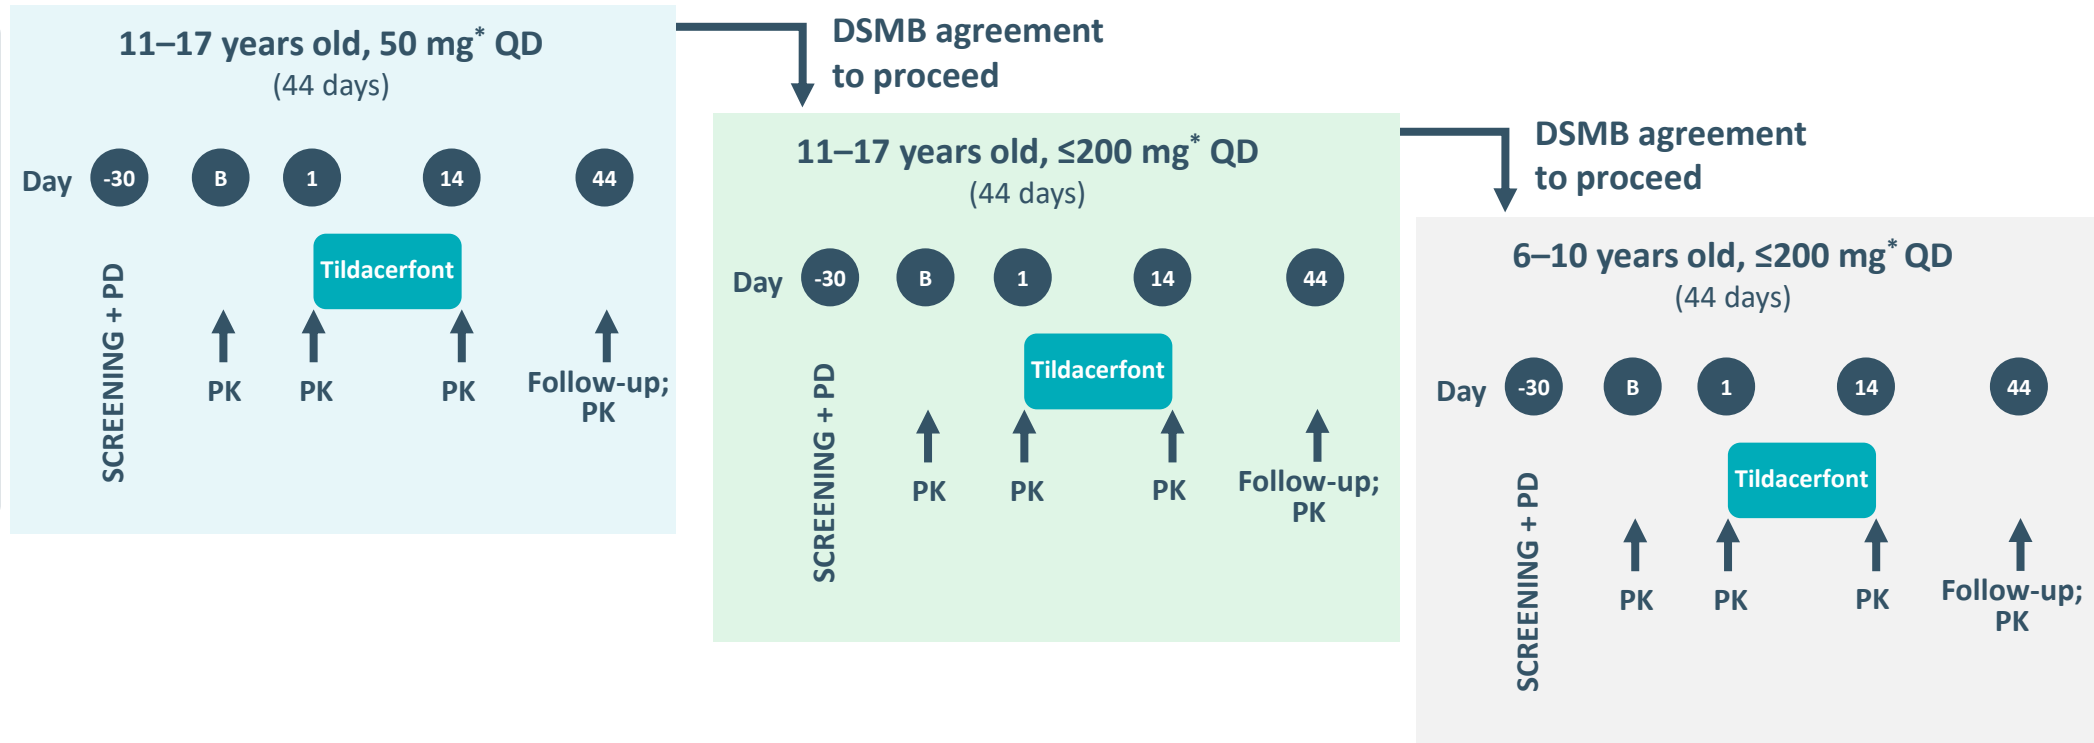 11–17 years old, 50 mg* QD
(44 days)
Day -30 B 1 14 44
SCREENING + PD
Tildacerfont
PK PK PK Follow-up;
PK
DSMB agreement
to proceed
11–17 years old, ≤200 mg* QD
(44 days)
Day -30 B 1 14 44
SCREENING + PD
Tildacerfont
PK PK PK Follow-up;
PK
DSMB agreement
to proceed
6–10 years old, ≤200 mg* QD
(44 days)
Day -30 B 1 14 44
SCREENING + PD
Tildacerfont
PK PK PK Follow-up;
PK